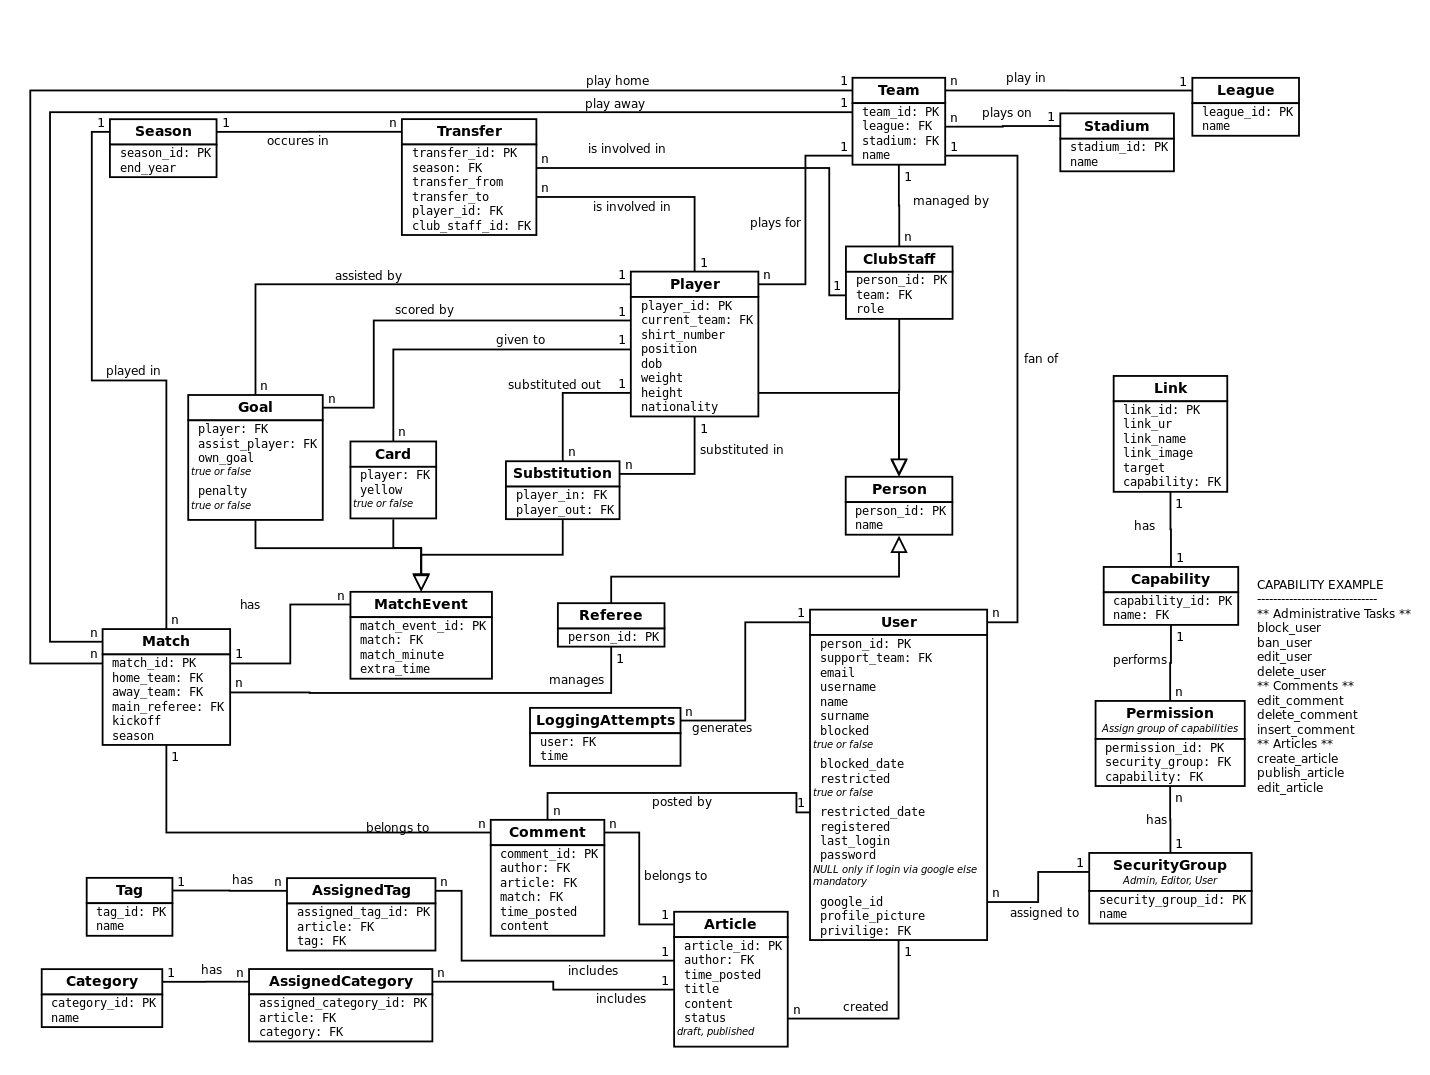 play home
1
Team
n
play in
1
League
play away
1
team_id: PK
league: FK
stadium: FK
name
n
plays on
1
Stadium
league_id: PK
name
stadium_id: PK
name
1
Season
1
occures in
n
Transfer
season_id: PK
end_year
transfer_id: PK
season: FK
transfer_from
transfer_to
player_id: FK
club_staff_id: FK
n
is involved in
n
is involved in
1
1
1
managed by
n
plays for
ClubStaff
person_id: PK
team: FK
role
1
1
Player
n
player_id: PK
current_team: FK
shirt_number
position
dob
weight
height
nationality
assisted by
1
scored by
1
given to
1
substituted out
1
1
substituted in
fan of
played in
n
Goal
n
player: FK
assist_player: FK
own_goal
true or false
penalty
true or false
n
Card
player: FK
yellow
true or false
n
Substitution
n
player_in: FK
player_out: FK
Person
person_id: PK
name
Link
link_id: PK
link_ur
link_name
link_image
target
capability: FK
1
has
1
Capability
capability_id: PK
name: FK
1
performs
n
CAPABILITY EXAMPLE
------------------------------
** Administrative Tasks **
block_user
ban_user
edit_user
delete_user
** Comments **
edit_comment
delete_comment
insert_comment
** Articles **
create_article
publish_article
edit_article
Permission
Assign group of capabilities
permission_id: PK
security_group: FK
capability: FK
n
has
1
SecurityGroup
Admin, Editor, User
security_group_id: PK
name
1
assigned to
n
has
n
MatchEvent
match_event_id: PK
match: FK
match_minute
extra_time
Referee
person_id: PK
1
manages
n
n
n
Match
1
n
match_id: PK
home_team: FK
away_team: FK
main_referee: FK
kickoff
season
1
1
User
n
person_id: PK
support_team: FK
email
username
name
surname
blocked
true or false
blocked_date
restricted
true or false
restricted_date
registered
last_login
password
NULL only if login via google else
mandatory
google_id
profile_picture
privilige: FK
1
LoggingAttempts
n
generates
user: FK
time
posted by
1
n
belongs to
n
Comment
n
comment_id: PK
author: FK
article: FK
match: FK
time_posted
content
belongs to
1
Tag
1
has
n
AssignedTag
n
tag_id: PK
name
assigned_tag_id: PK
article: FK
tag: FK
includes
1
Article
article_id: PK
author: FK
time_posted
title
content
status
draft, published
n
created
Category
1
has
n
AssignedCategory
n
includes
1
category_id: PK
name
assigned_category_id: PK
article: FK
category: FK